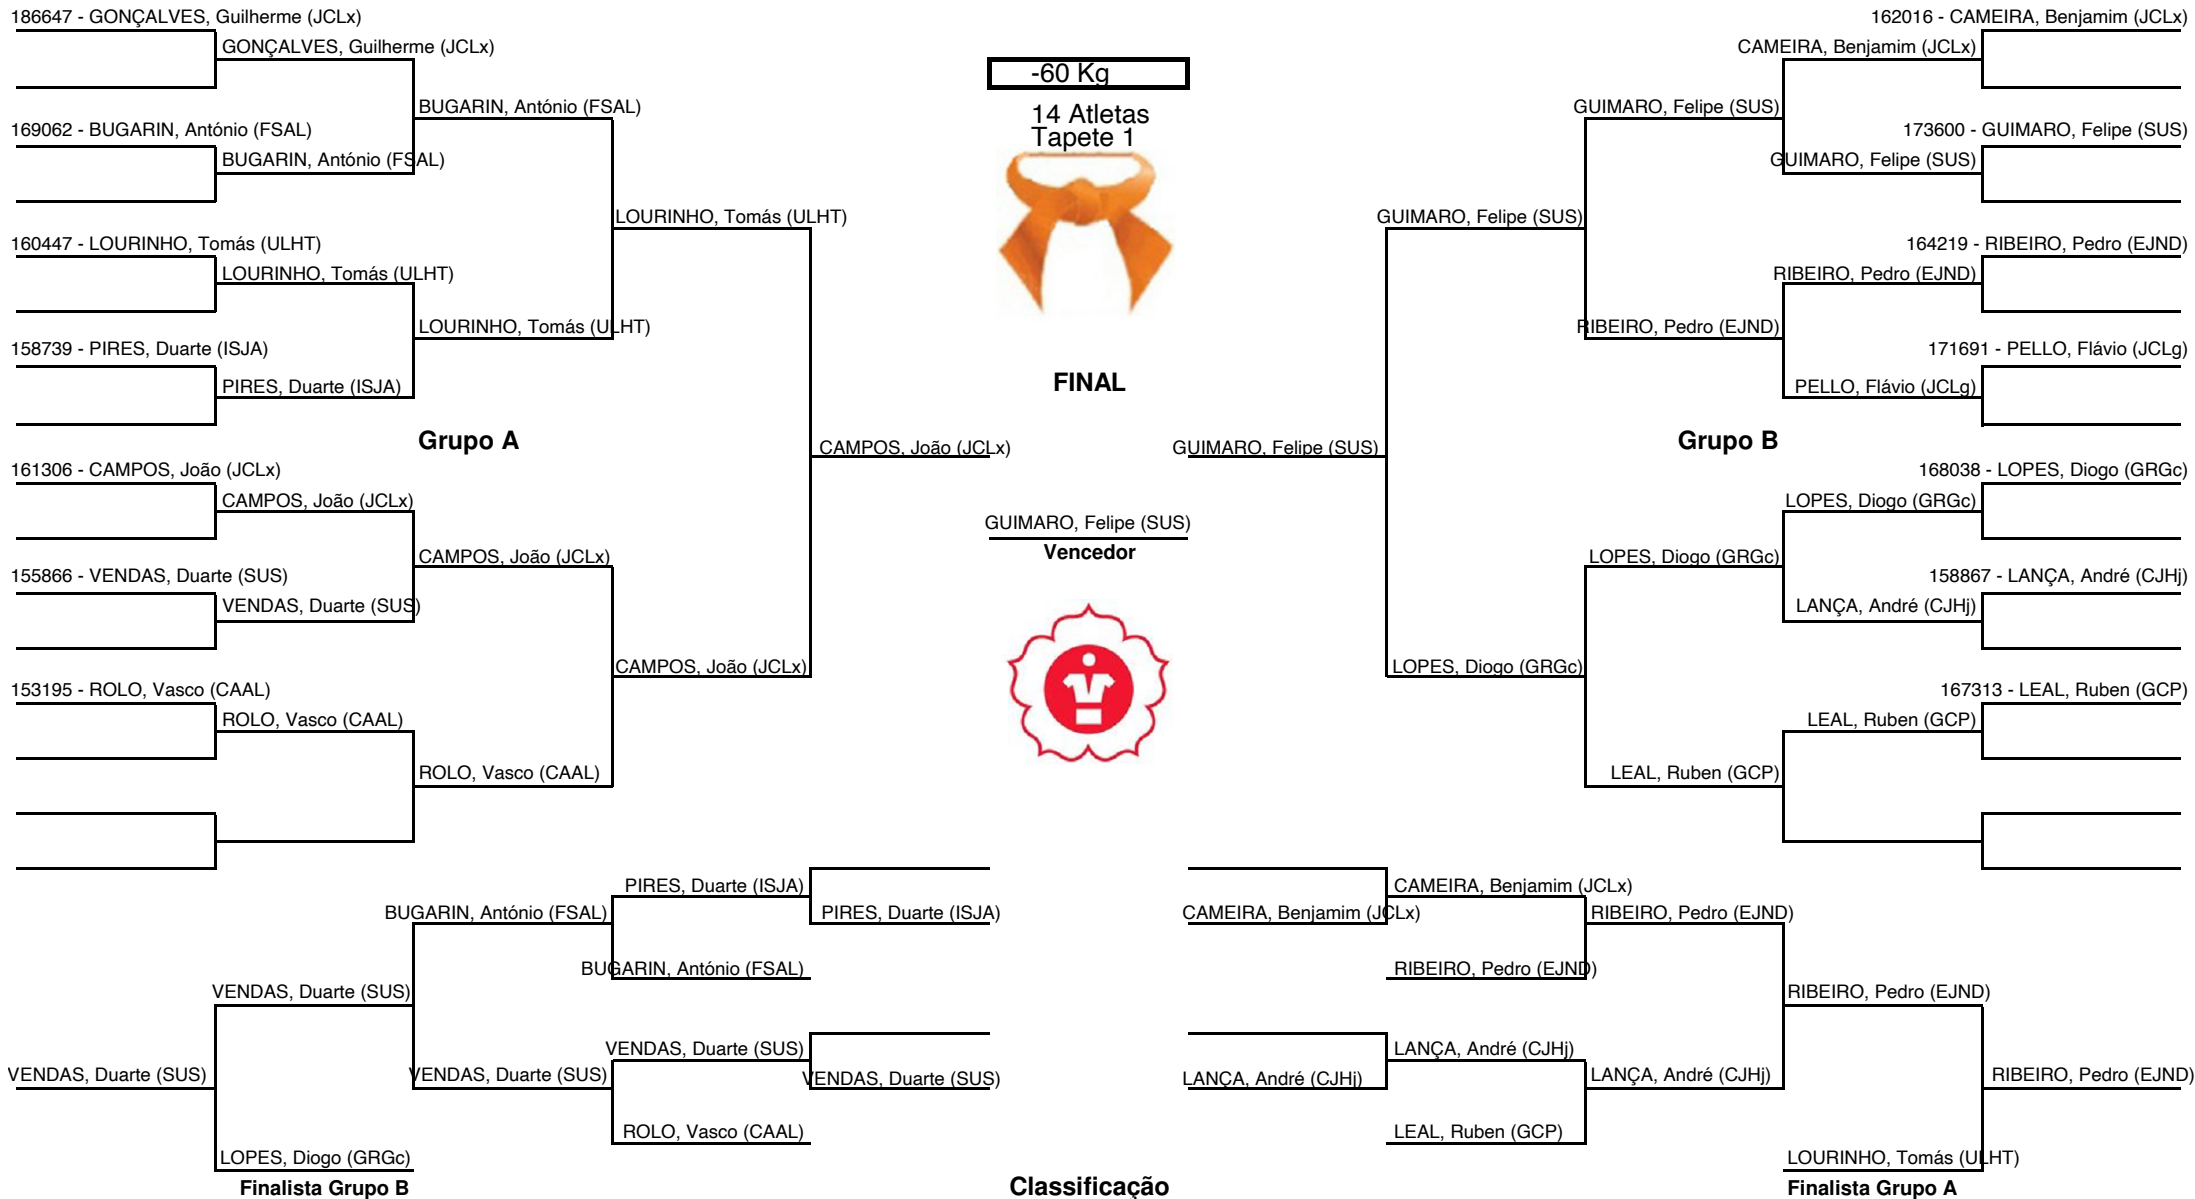 186647 - GONÇALVES, Guilherme (JCLx)
GONÇALVES, Guilherme (JCLx)
BUGARIN, António (FSAL)
169062 - BUGARIN, António (FSAL)
BUGARIN, António (FSAL)
LOURINHO, Tomás (ULHT)
160447 - LOURINHO, Tomás (ULHT)
LOURINHO, Tomás (ULHT)
LOURINHO, Tomás (ULHT)
158739 - PIRES, Duarte (ISJA)
PIRES, Duarte (ISJA)
Grupo A
CAMPOS, João (JCLx)
161306 - CAMPOS, João (JCLx)
CAMPOS, João (JCLx)
CAMPOS, João (JCLx)
155866 - VENDAS, Duarte (SUS)
VENDAS, Duarte (SUS)
CAMPOS, João (JCLx)
153195 - ROLO, Vasco (CAAL)
ROLO, Vasco (CAAL)
ROLO, Vasco (CAAL)
-60 Kg
14 Atletas
Tapete 1
FINAL
GUIMARO, Felipe (SUS)
Vencedor
162016 - CAMEIRA, Benjamim (JCLx)
CAMEIRA, Benjamim (JCLx)
GUIMARO, Felipe (SUS)
173600 - GUIMARO, Felipe (SUS)
GUIMARO, Felipe (SUS)
GUIMARO, Felipe (SUS)
164219 - RIBEIRO, Pedro (EJND)
RIBEIRO, Pedro (EJND)
RIBEIRO, Pedro (EJND)
171691 - PELLO, Flávio (JCLg)
PELLO, Flávio (JCLg)
Grupo B
GUIMARO, Felipe (SUS)
168038 - LOPES, Diogo (GRGc)
LOPES, Diogo (GRGc)
LOPES, Diogo (GRGc)
158867 - LANÇA, André (CJHj)
LANÇA, André (CJHj)
LOPES, Diogo (GRGc)
167313 - LEAL, Ruben (GCP)
LEAL, Ruben (GCP)
LEAL, Ruben (GCP)
PIRES, Duarte (ISJA)
BUGARIN, António (FSAL)
PIRES, Duarte (ISJA)
BUGARIN, António (FSAL)
VENDAS, Duarte (SUS)
VENDAS, Duarte (SUS)
VENDAS, Duarte (SUS)
VENDAS, Duarte (SUS)
VENDAS, Duarte (SUS)
ROLO, Vasco (CAAL)
LOPES, Diogo (GRGc)
Finalista Grupo B
Classificação
CAMEIRA, Benjamim (JCLx)
CAMEIRA, Benjamim (JCLx)
RIBEIRO, Pedro (EJND)
RIBEIRO, Pedro (EJND)
RIBEIRO, Pedro (EJND)
LANÇA, André (CJHj)
LANÇA, André (CJHj)
LANÇA, André (CJHj)
RIBEIRO, Pedro (EJND)
LEAL, Ruben (GCP)
LOURINHO, Tomás (ULHT)
Finalista Grupo A